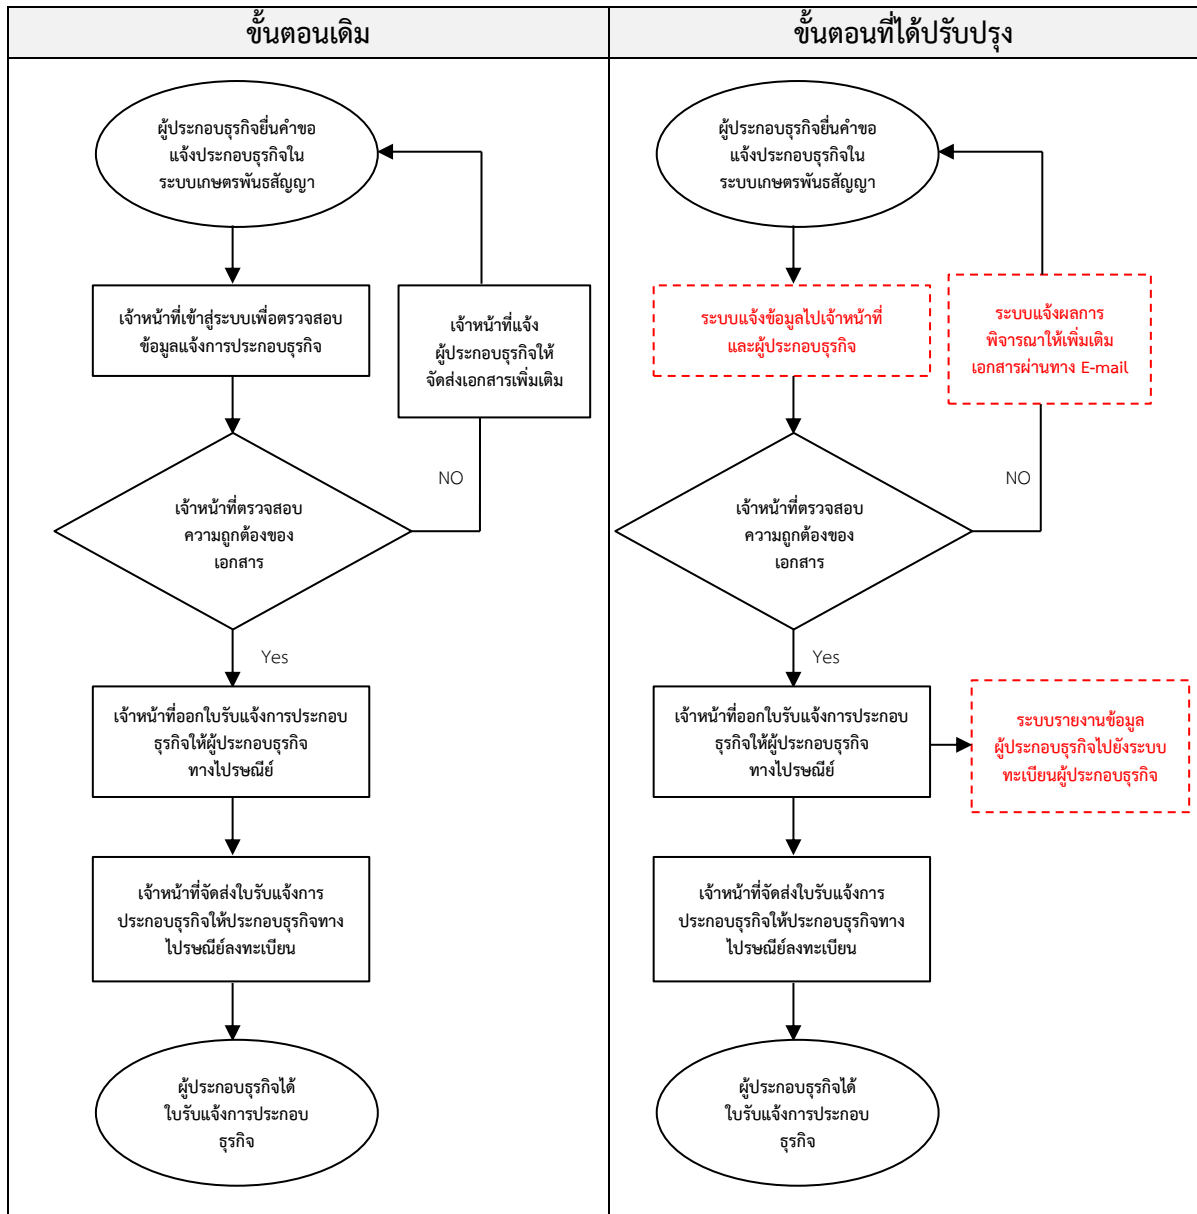 ขั้นตอนเดิม
ผู้ประกอบธุรกิจยื่นคำขอ
แจ้งประกอบธุรกิจใน
ระบบเกษตรพันธสัญญา
เจ้าหน้าที่เข้าสู่ระบบเพื่อตรวจสอบ
ข้อมูลแจ้งการประกอบธุรกิจ
เจ้าหน้าที่แจ้ง
ผู้ประกอบธุรกิจให้
จัดส่งเอกสารเพิ่มเติม
NO
เจ้าหน้าที่ตรวจสอบ
ความถูกต้องของ
เอกสาร
Yes
เจ้าหน้าที่ออกใบรับแจ้งการประกอบ
ธุรกิจให้ผู้ประกอบธุรกิจ
ทางไปรษณีย์
เจ้าหน้าที่จัดส่งใบรับแจ้งการ
ประกอบธุรกิจให้ประกอบธุรกิจทาง
ไปรษณีย์ลงทะเบียน
ผู้ประกอบธุรกิจได้
ใบรับแจ้งการประกอบ
ธุรกิจ
ขั้นตอนที่ได้ปรับปรุง
ผู้ประกอบธุรกิจยื่นคำขอ
แจ้งประกอบธุรกิจใน
ระบบเกษตรพันธสัญญา
ระบบแจ้งข้อมูลไปเจ้าหน้าที่
และผู้ประกอบธุรกิจ
ระบบแจ้งผลการ
พิจารณาให้เพิ่มเติม
เอกสารผ่านทาง E-mail
NO
เจ้าหน้าที่ตรวจสอบ
ความถูกต้องของ
เอกสาร
Yes
เจ้าหน้าที่ออกใบรับแจ้งการประกอบ
ธุรกิจให้ผู้ประกอบธุรกิจ
ทางไปรษณีย์
ระบบรายงานข้อมูล
ผู้ประกอบธุรกิจไปยังระบบ
ทะเบียนผู้ประกอบธุรกิจ
เจ้าหน้าที่จัดส่งใบรับแจ้งการ
ประกอบธุรกิจให้ประกอบธุรกิจทาง
ไปรษณีย์ลงทะเบียน
ผู้ประกอบธุรกิจได้
ใบรับแจ้งการประกอบ
ธุรกิจ